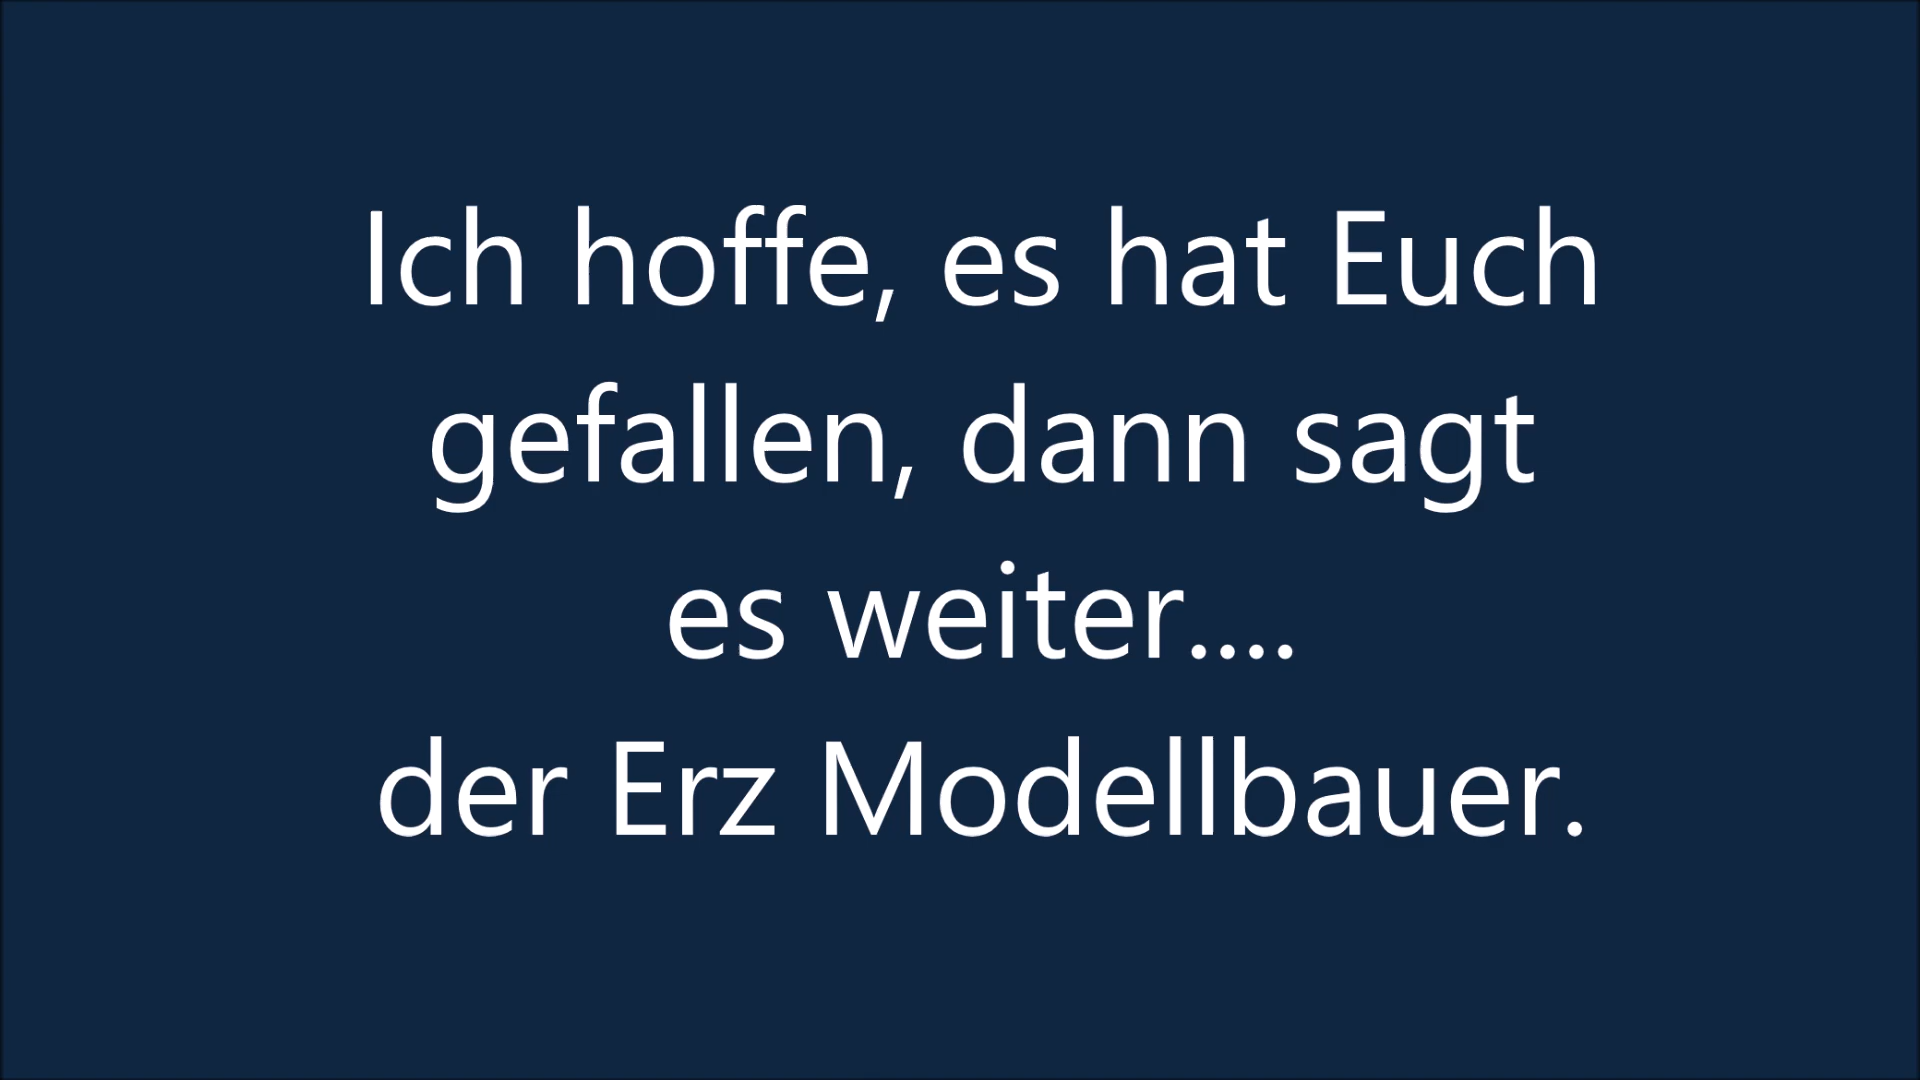 Ich hoffe, es hat Euch
gefallen, dann sagt
es weiter....
der Erz Modellbauer.